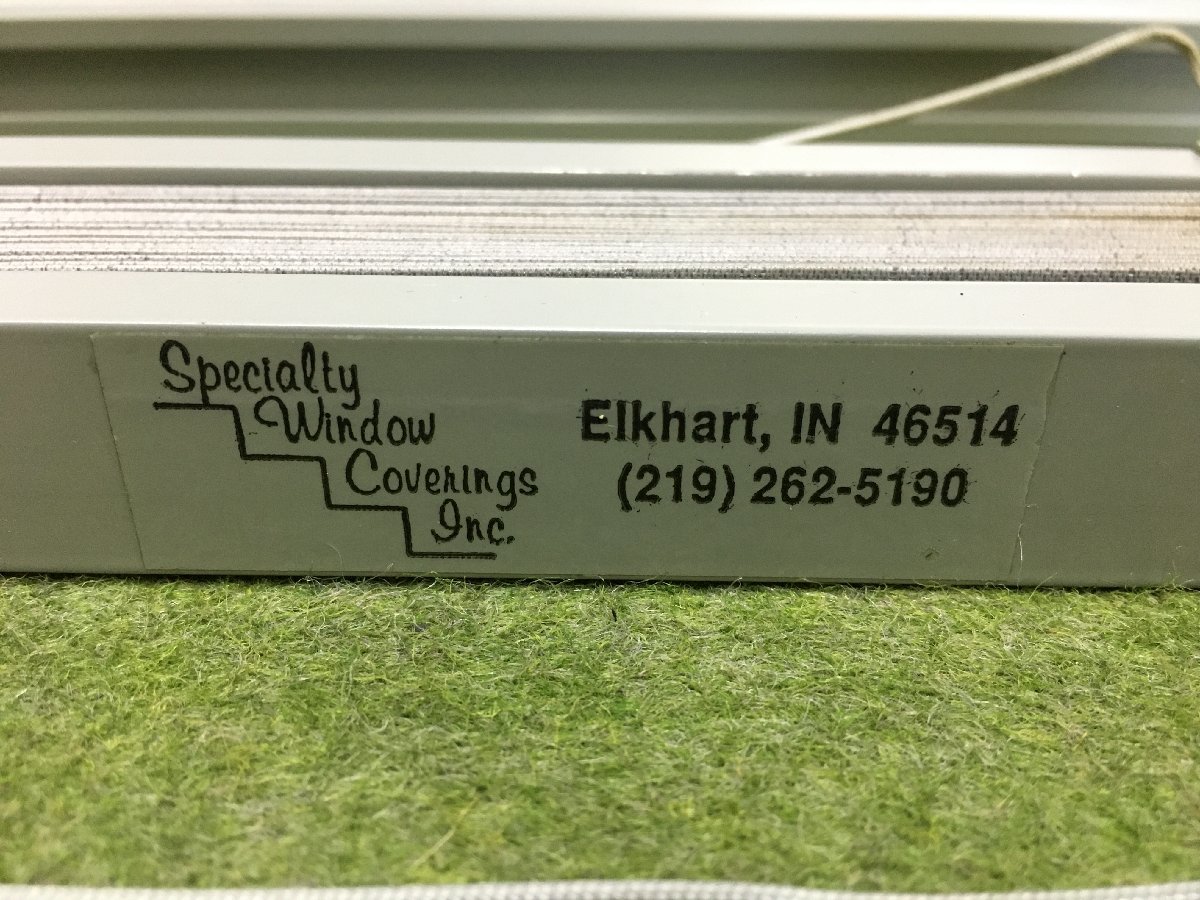 Specialty
Window
Coverings
Inc.
Elkhart, IN 46514
(219) 262-5190